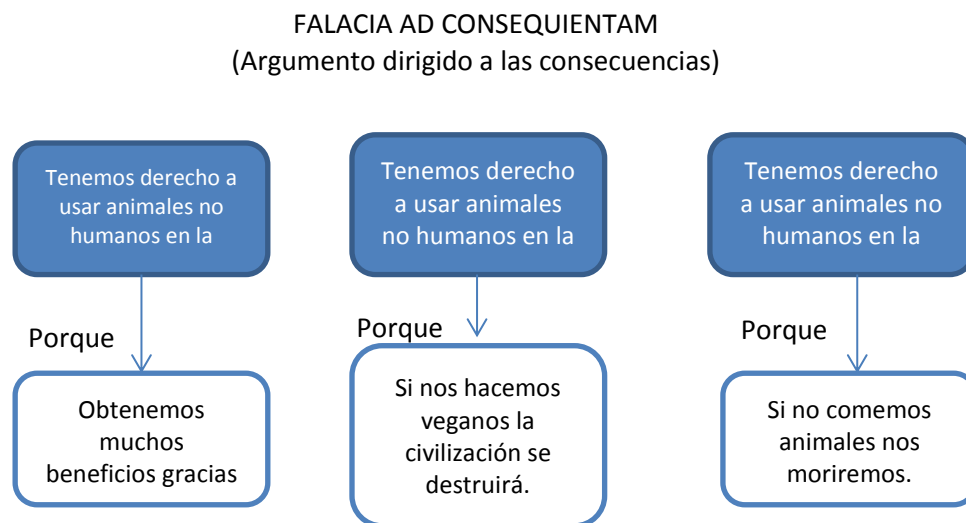 FALACIA AD CONSEQUIENTAM
(Argumento dirigido a las consecuencias)
Tenemos derecho a
usar animales no
humanos en la
Porque
Obtenemos
muchos
beneficios gracias
Tenemos derecho
a usar animales
no humanos en la
Porque
Si nos hacemos
veganos la
civilización se
destruirá.
Tenemos derecho
a usar animales no
humanos en la
Porque
Si no comemos
animales nos
moriremos.